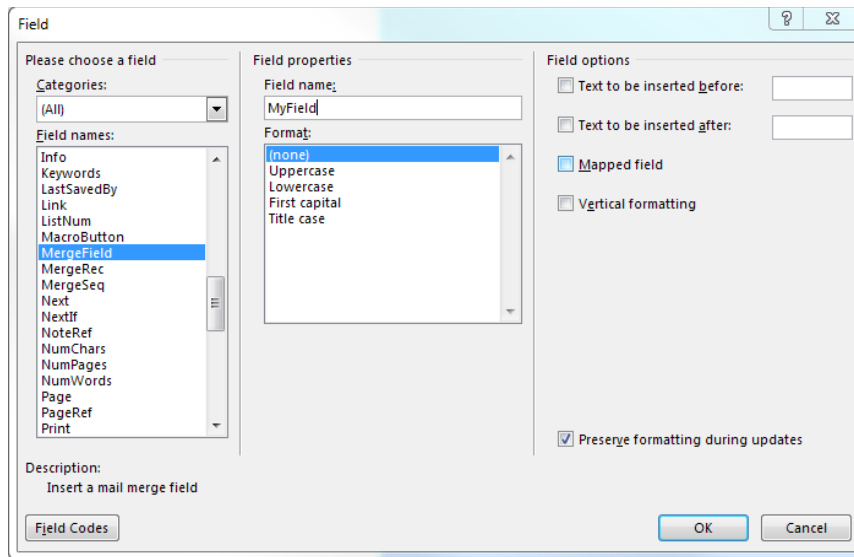 Field
Please choose a field
Categories:
(All)
Field names:
Info
Keywords
LastSavedBy
Link
ListNum
MacroButton
MergeField
MergeRec
MergeSeq
Next
NextIf
NoteRef
NumChars
NumPages
NumWords
Page
PageRef
Print
Field properties
Field name:
MyField
Format:
(none)
Uppercase
Lowercase
First capital
Title case
Field options
Text to be inserted before:
Text to be inserted after:
Mapped field
Vertical formatting
Preserve formatting during updates
Description:
Insert a mail merge field
Field Codes
OK
Cancel